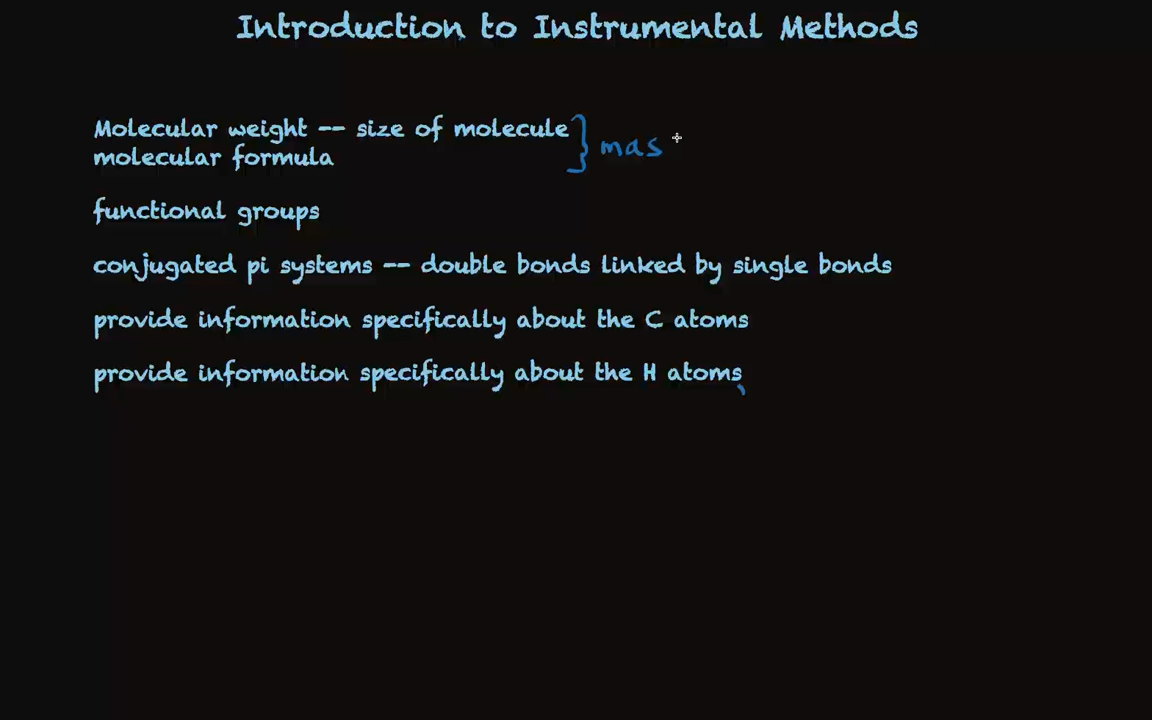 Introduction to Instrumental Methods
Molecular weight -- size of molecule } mas
molecular formula
functional groups
conjugated pi systems -- double bonds linked by single bonds
provide information specifically about the C atoms
provide information specifically about the H atoms